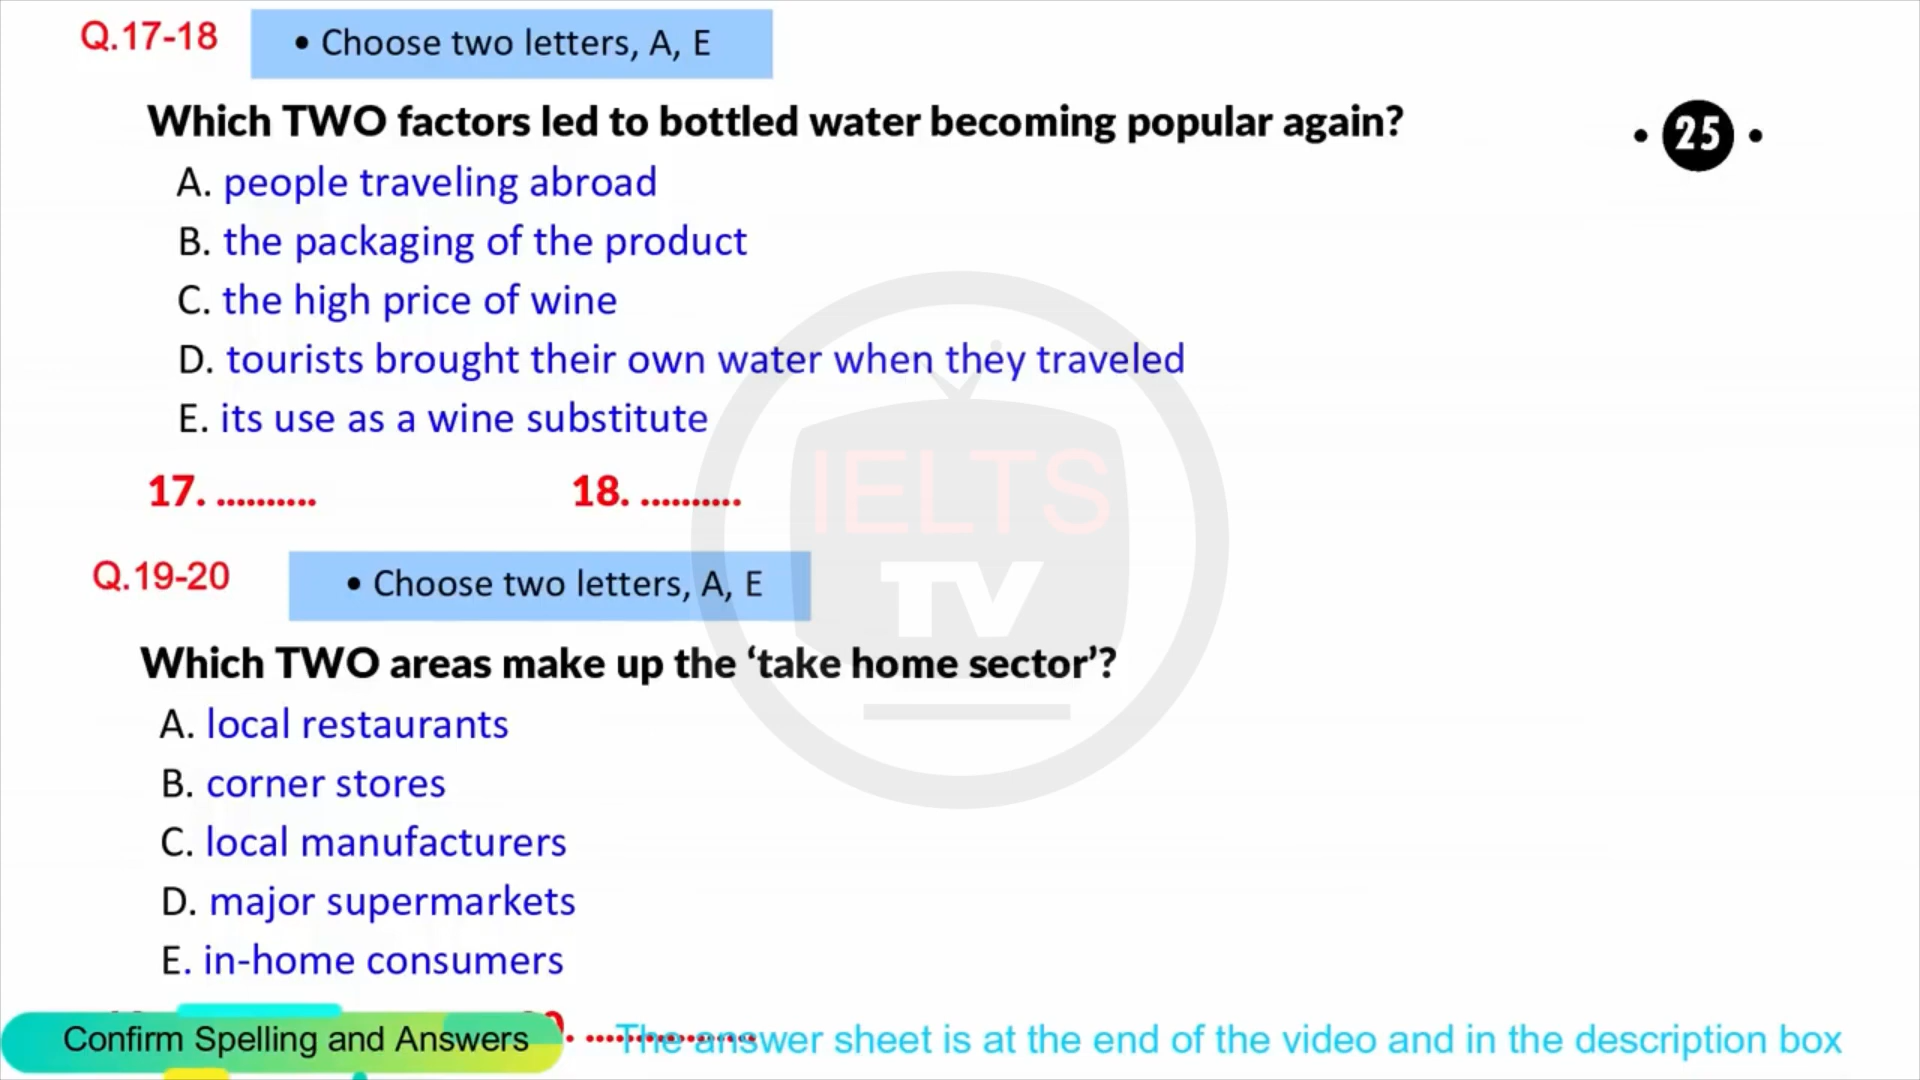 Q.17-18
• Choose two letters, A, E
Which TWO factors led to bottled water becoming popular again?
• 25 •
A. people traveling abroad
B. the packaging of the product
C. the high price of wine
D. tourists brought their own water when they traveled
E. its use as a wine substitute
IELTS
TV
17. .......... 18. ..........
Q.19-20
• Choose two letters, A, E
Which TWO areas make up the ‘take home sector’?
A. local restaurants
B. corner stores
C. local manufacturers
D. major supermarkets
E. in-home consumers
Confirm Spelling and Answers
The answer sheet is at the end of the video and in the description box